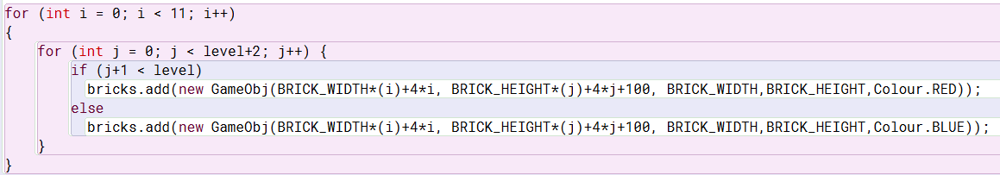 for (int i = 0; i < 11; i++)
{
    for (int j = 0; j < level+2; j++) {
        if (j+1 < level)
          bricks.add(new GameObj(BRICK_WIDTH*(i)+4*i, BRICK_HEIGHT*(j)+4*j+100, BRICK_WIDTH,BRICK_HEIGHT,Colour.RED));
        else
          bricks.add(new GameObj(BRICK_WIDTH*(i)+4*i, BRICK_HEIGHT*(j)+4*j+100, BRICK_WIDTH,BRICK_HEIGHT,Colour.BLUE));
    }
}